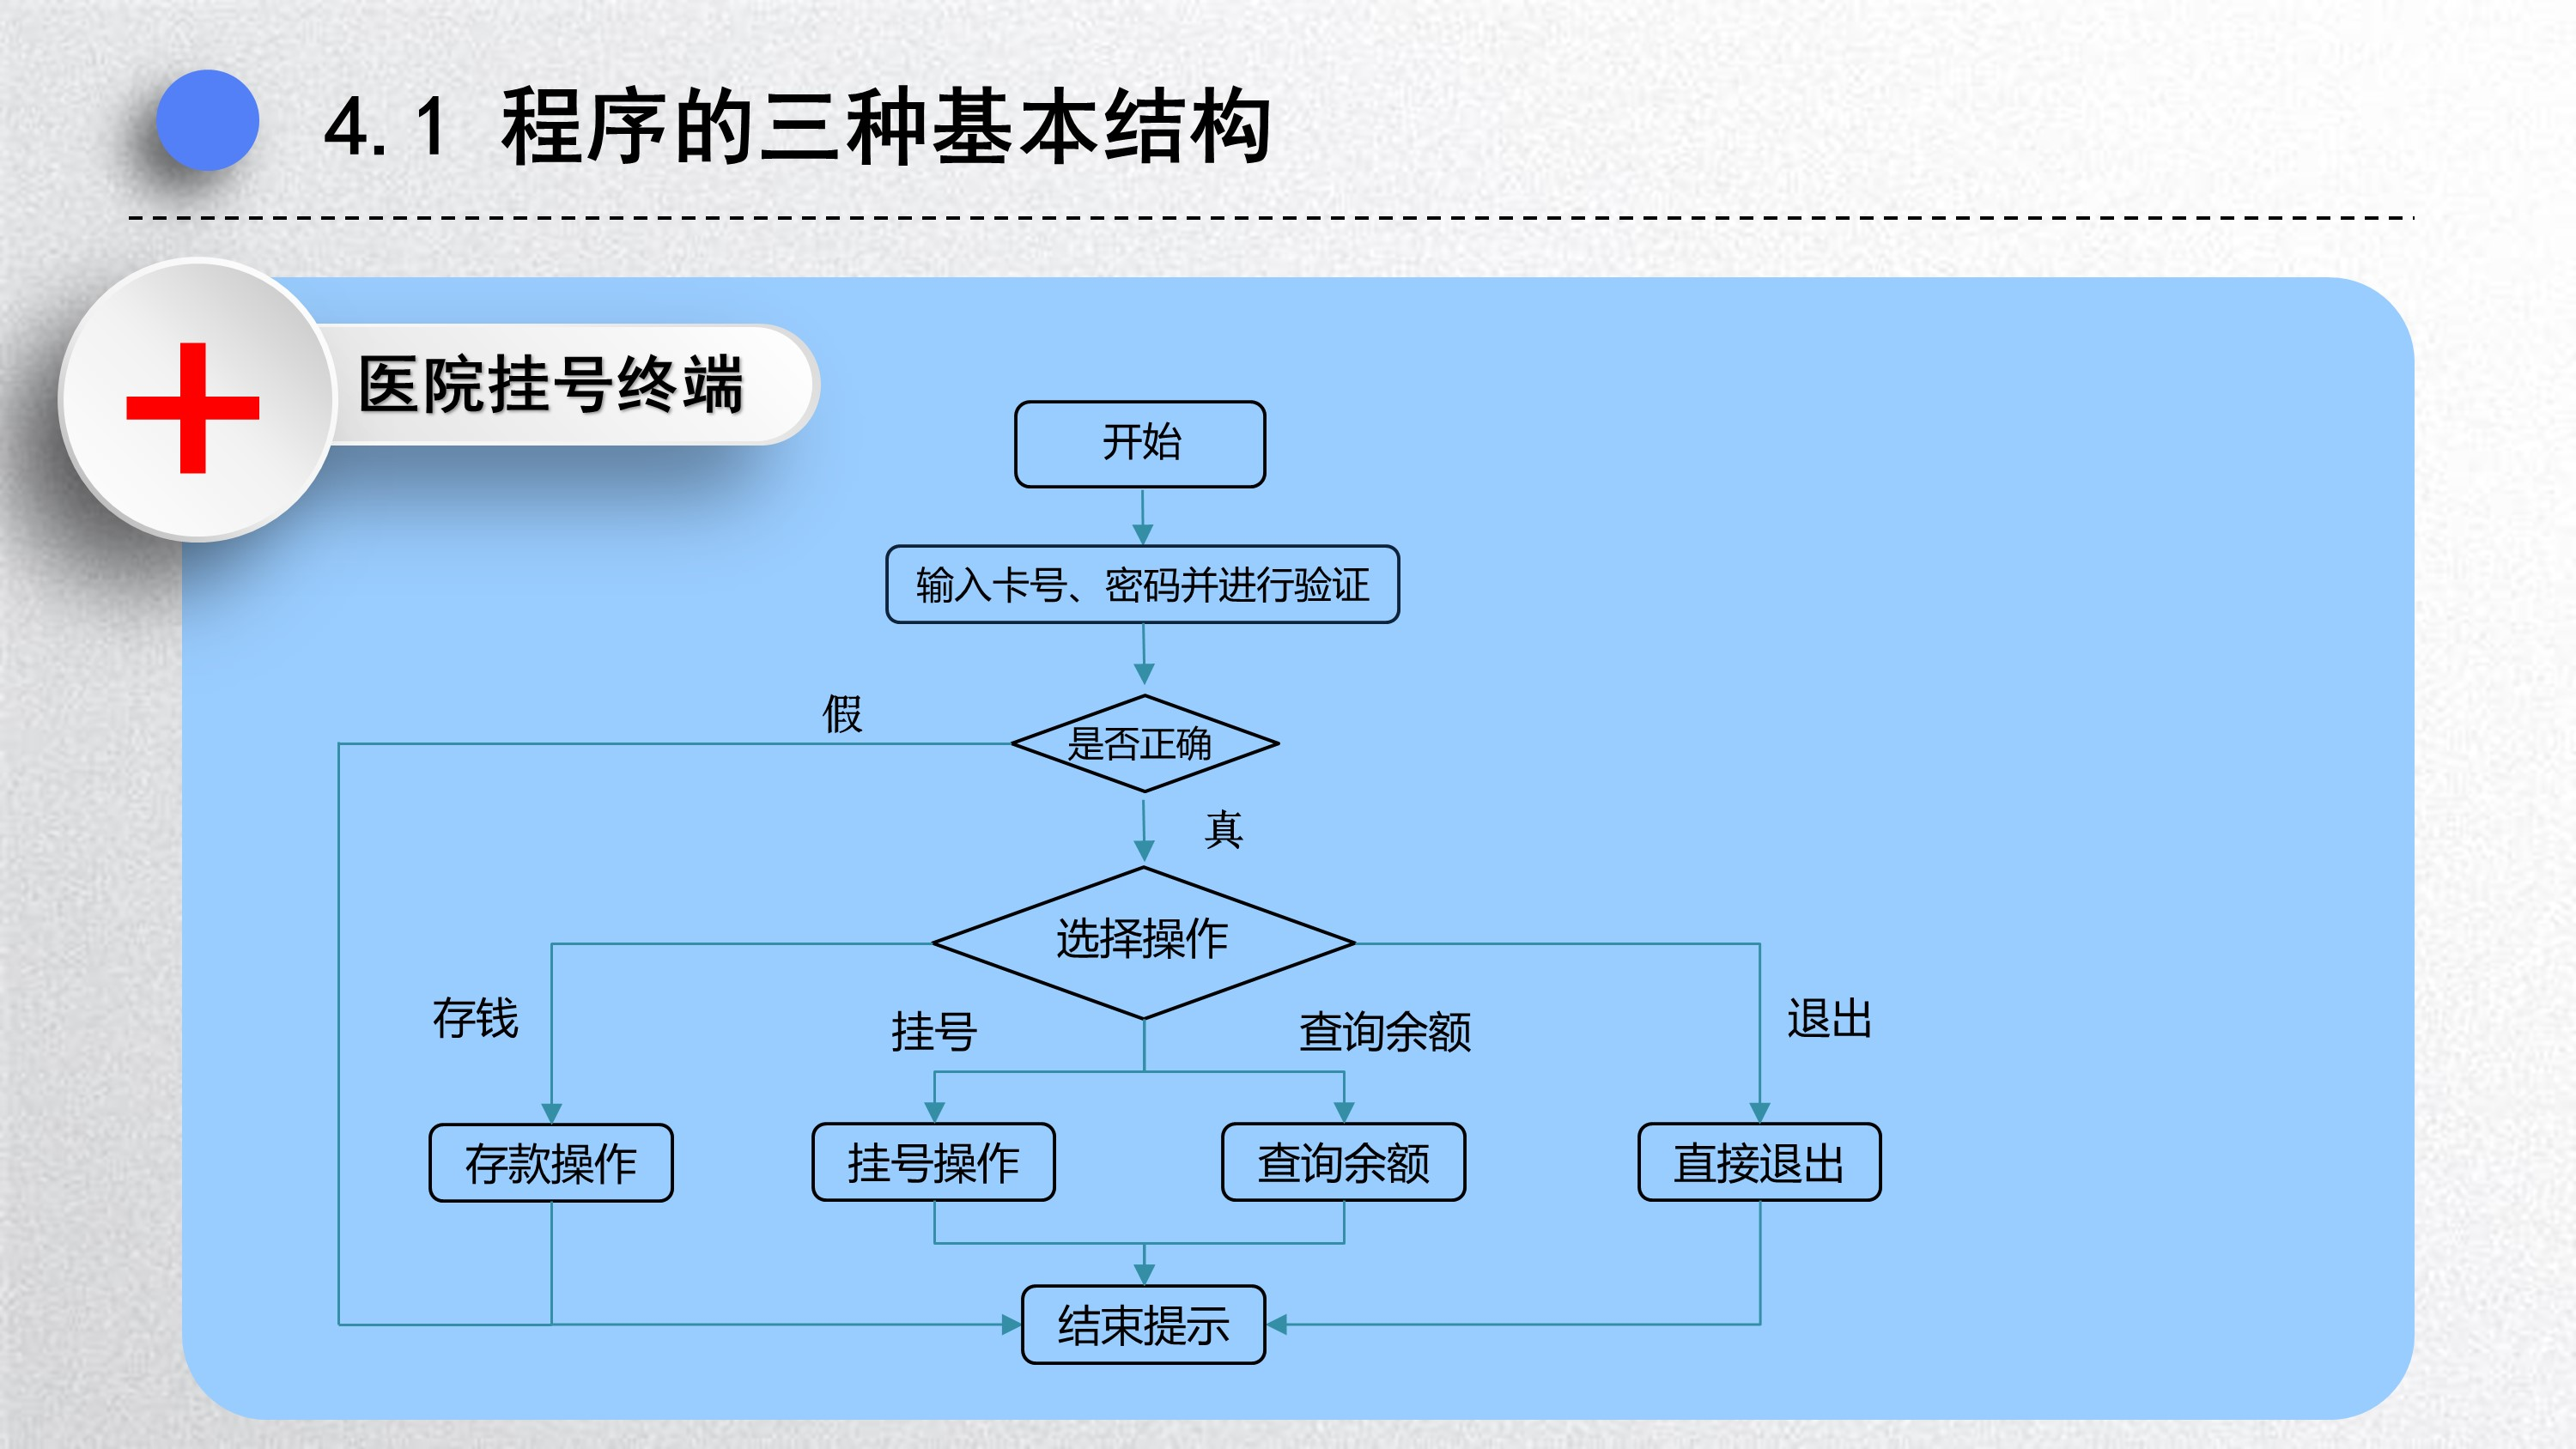 4.1 程序的三种基本结构
医院挂号终端
开始
输入卡号、密码并进行验证
假
是否正确
真
选择操作
存钱
挂号
查询余额
退出
存款操作
挂号操作
查询余额
直接退出
结束提示